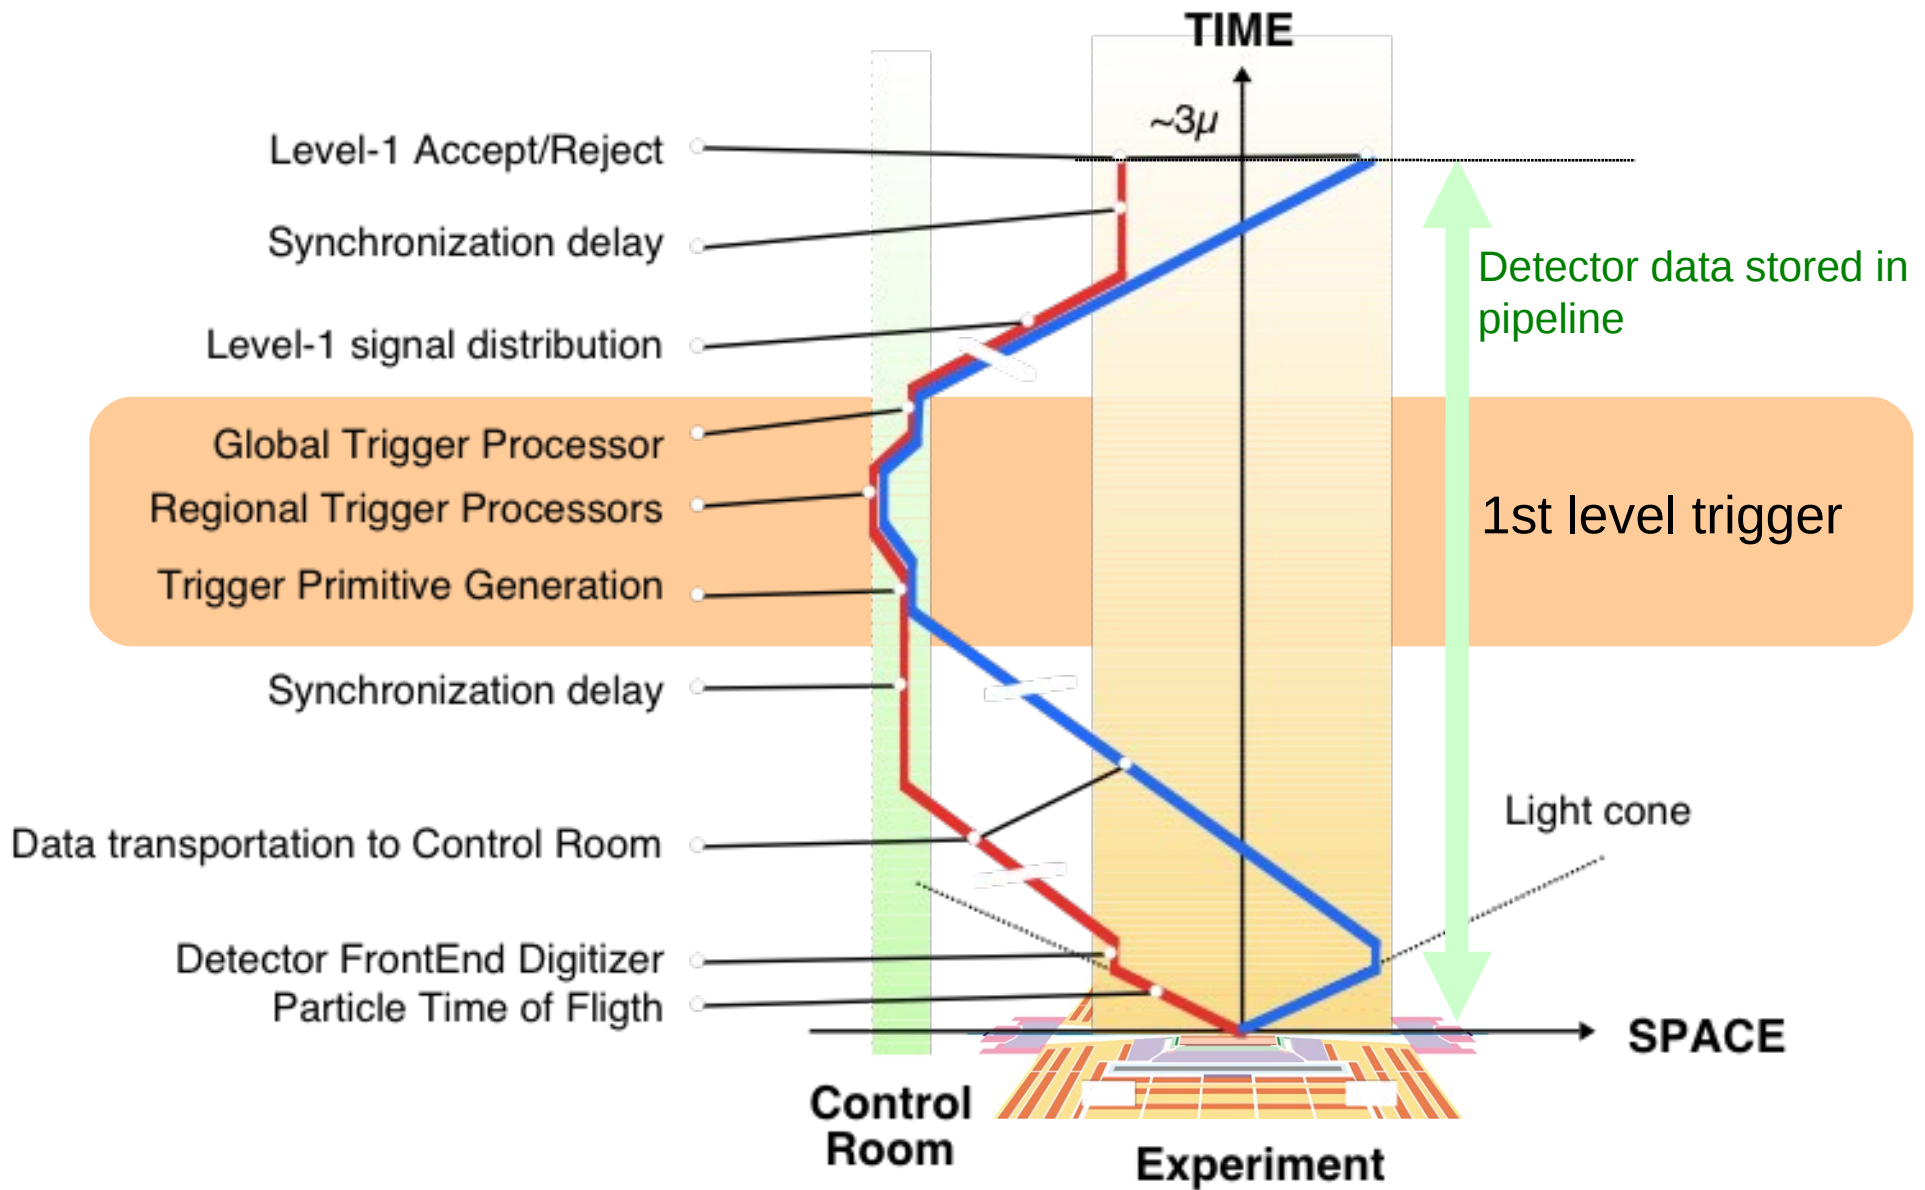 TIME
~3μ
Level-1 Accept/Reject
Synchronization delay
Detector data stored in
pipeline
Level-1 signal distribution
Global Trigger Processor
Regional Trigger Processors
1st level trigger
Trigger Primitive Generation
Synchronization delay
Light cone
Data transportation to Control Room
Detector FrontEnd Digitizer
Particle Time of Fligth
SPACE
Control
Room
Experiment